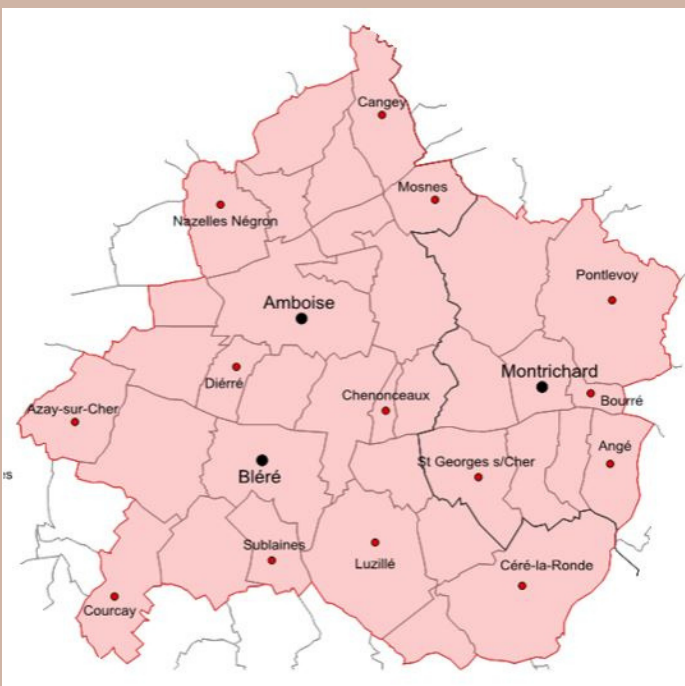 Cangey
Mosnes
Nazelles Négron
Pontlevoy
Amboise
Montrichard
Diérré
Chenonceaux
Bourré
Azay-sur-Cher
Angé
St Georges s/Cher
Bléré
Sublaines
Luzillé
Céré-la-Ronde
Courcay